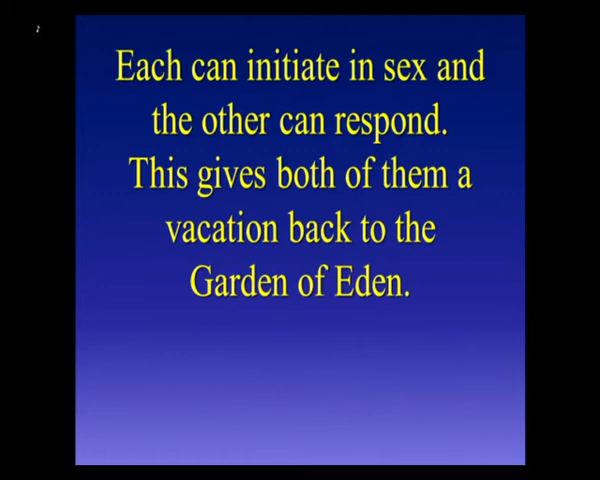 Each can initiate in sex and
the other can respond.
This gives both of them a
vacation back to the
Garden of Eden.